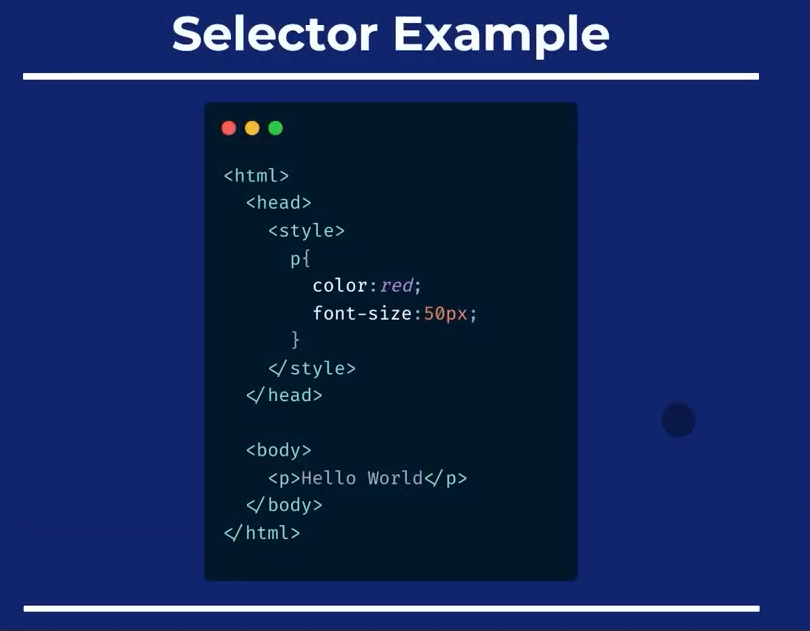 Selector Example
<html>
<head>
<style>
p{
color:red;
font-size:50px;
}
</style>
</head>
<body>
<p>Hello World</p>
</body>
</html>